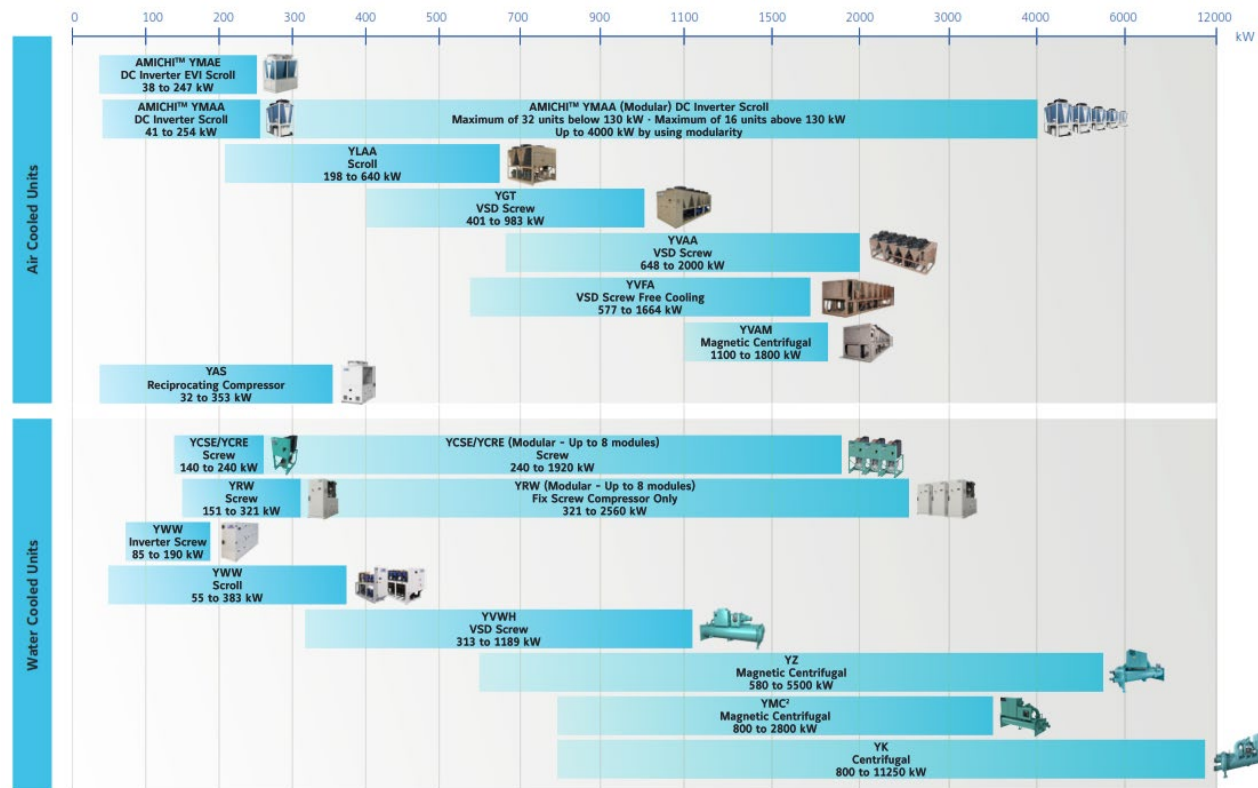 0 100 200 300 400 500 700 900 1100 1500 2000 3000 4000 6000 12000
kW
Air Cooled Units
AMICHI™ YMAE
DC Inverter EVI Scroll
38 to 247 kW
AMICHI™ YMAA
DC Inverter Scroll
41 to 254 kW
AMICHI™ YMAA (Modular) DC Inverter Scroll
Maximum of 32 units below 130 kW - Maximum of 16 units above 130 kW
Up to 4000 kW by using modularity
YLAA
Scroll
198 to 640 kW
YGT
VSD Screw
401 to 983 kW
YVAA
VSD Screw
648 to 2000 kW
YVFA
VSD Screw Free Cooling
577 to 1664 kW
YVAM
Magnetic Centrifugal
1100 to 1800 kW
YAS
Reciprocating Compressor
32 to 353 kW
Water Cooled Units
YCSE/YCRE
Screw
140 to 240 kW
YCSE/YCRE (Modular - Up to 8 modules)
Screw
240 to 1920 kW
YRW
Screw
151 to 321 kW
YRW (Modular - Up to 8 modules)
Fix Screw Compressor Only
321 to 2560 kW
YWW
Inverter Screw
85 to 190 kW
YWW
Scroll
55 to 383 kW
YVWH
VSD Screw
313 to 1189 kW
YZ
Magnetic Centrifugal
580 to 5500 kW
YMC²
Magnetic Centrifugal
800 to 2800 kW
YK
Centrifugal
800 to 11250 kW